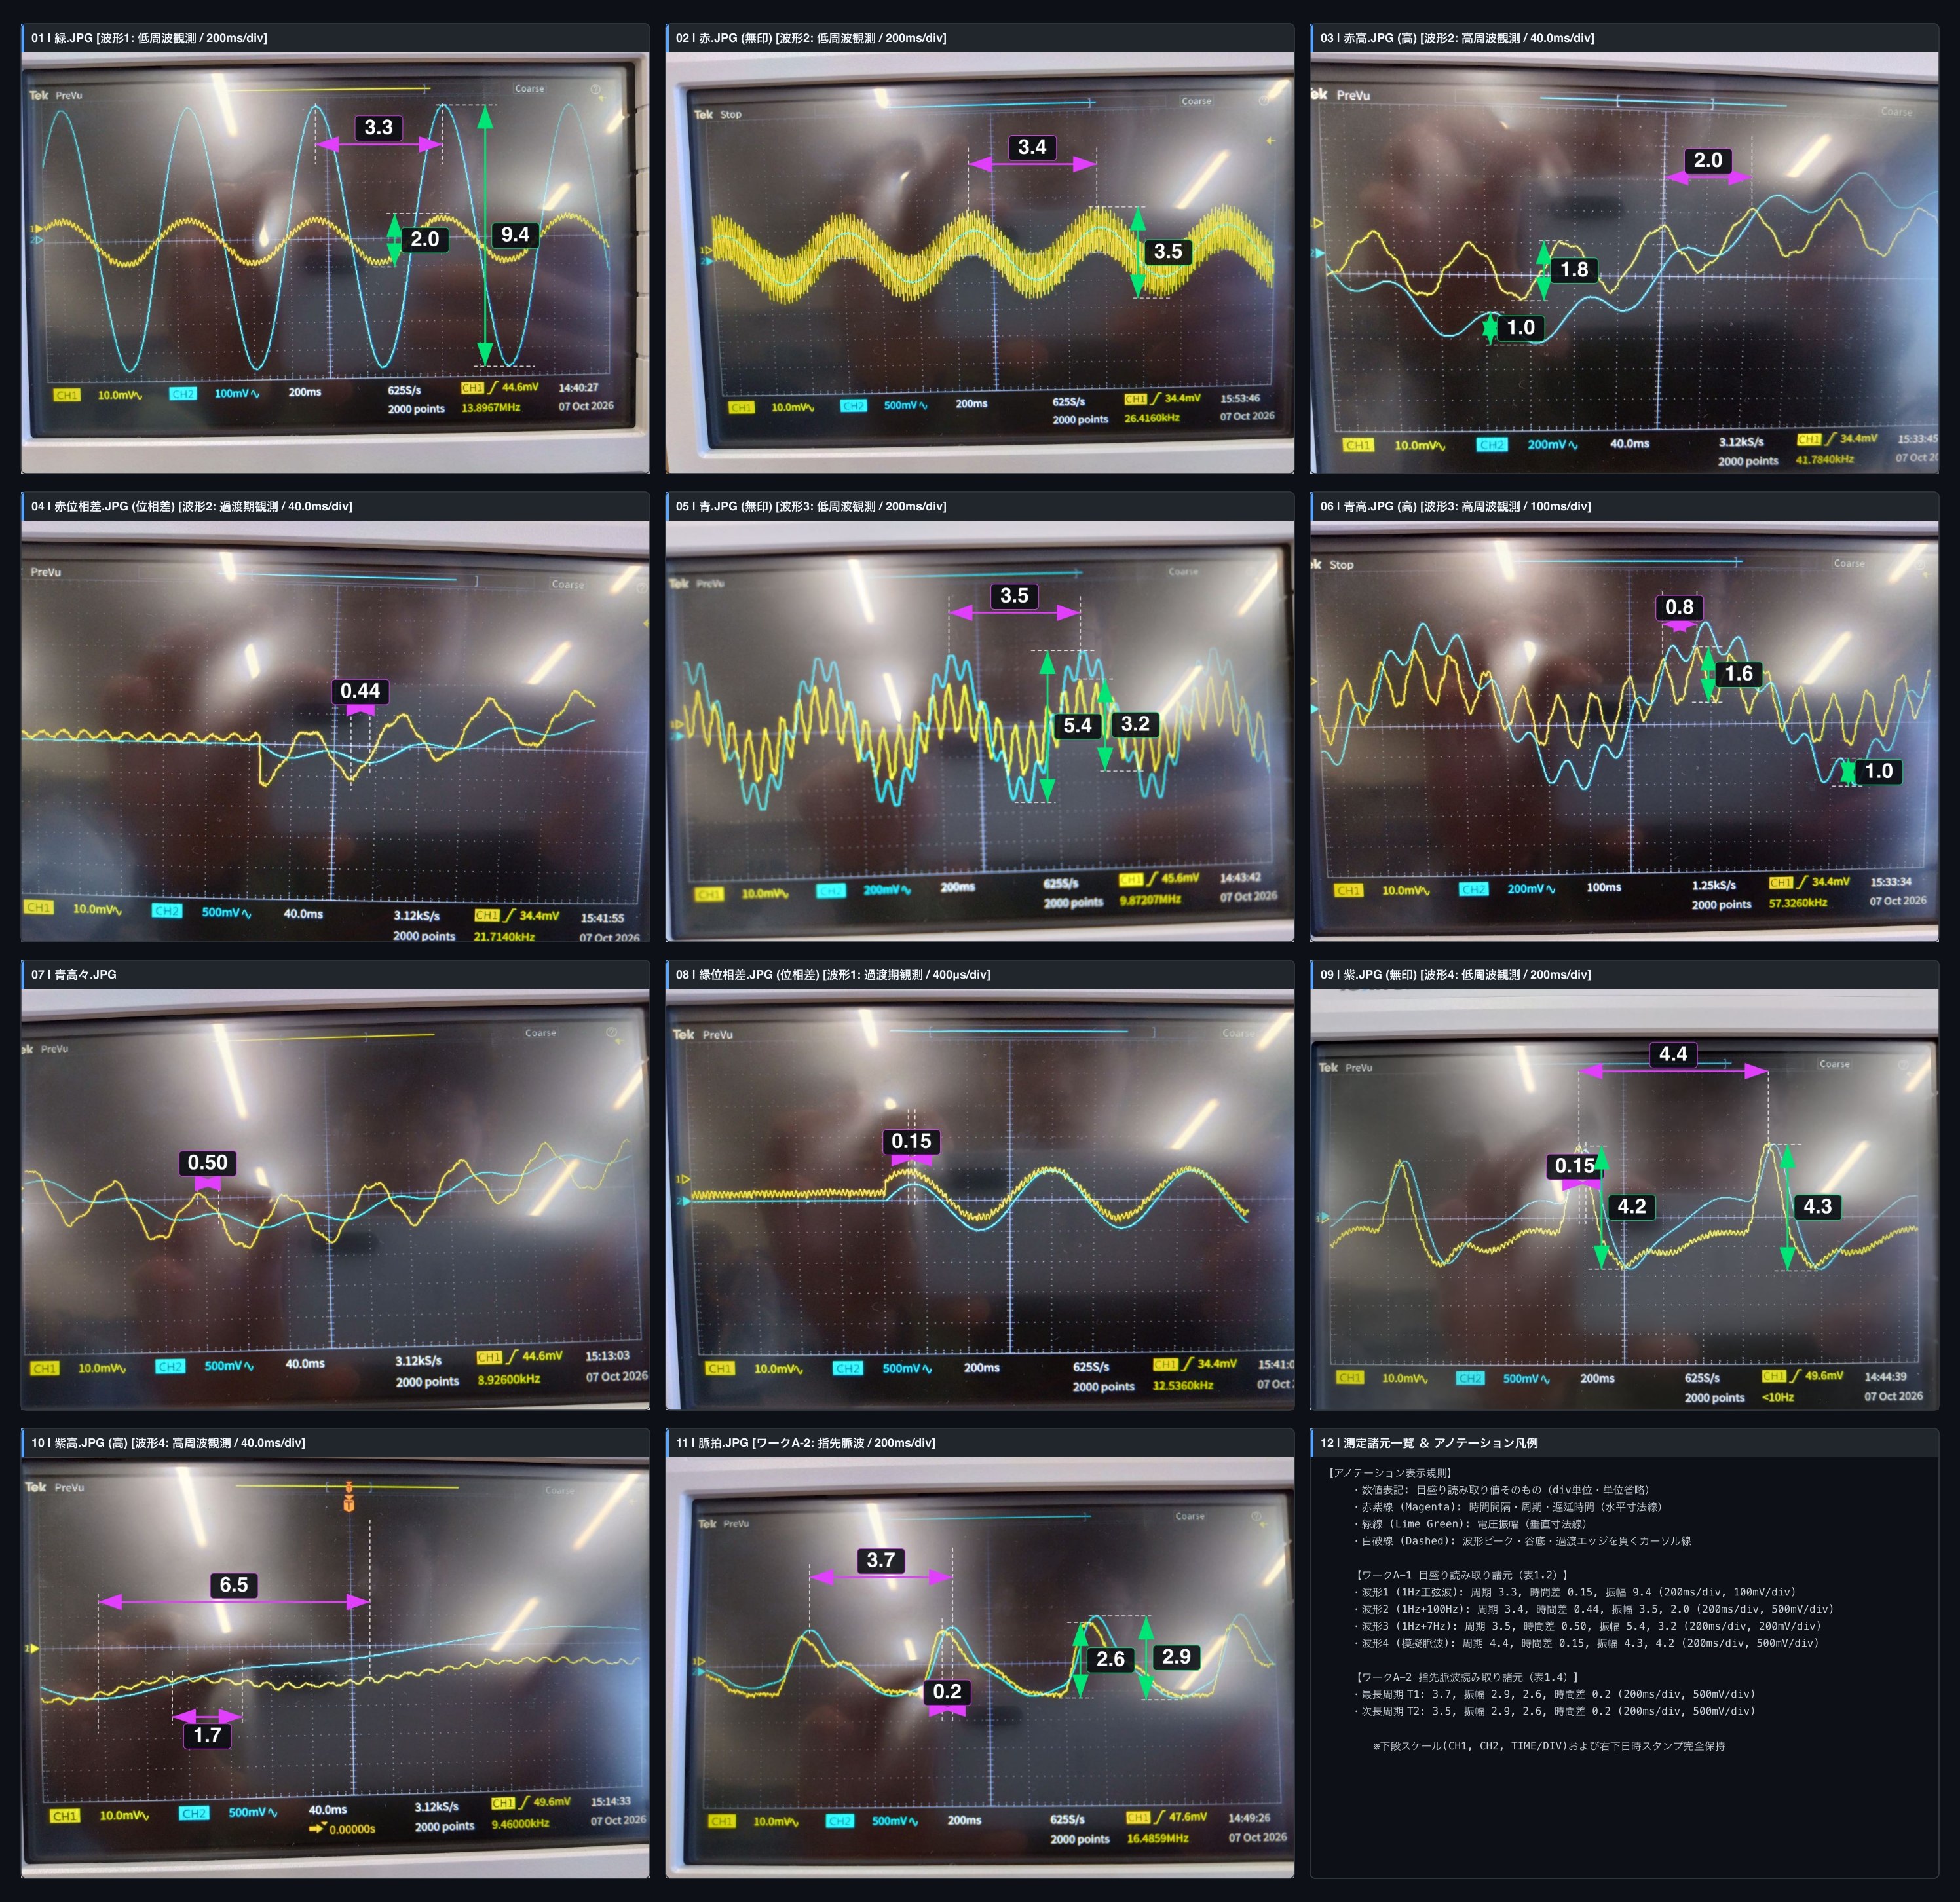 01 | 緑.JPG [波形1: 低周観測 / 200ms/div]
Tek PreVu
Coarse
3.3
2.0
9.4
1
2
CH1 10.0mV∿ CH2 100mV∿ 200ms 625S/s CH1 ∫ 44.6mV 14:40:27
2000 points 13.8967MHz 07 Oct 2026
02 | 赤.JPG (無印) [波形2: 低周波観測 / 200ms/div]
Tek Stop
Coarse
3.4
3.5
1
2
CH1 10.0mV∿ CH2 500mV∿ 200ms 625S/s CH1 ∫ 34.4mV 15:53:46
2000 points 26.4160kHz 07 Oct 2026
03 | 赤高.JPG (高) [波形2: 高周波観測 / 40.0ms/div]
ek PreVu
Coarse
2.0
1.8
1.0
CH1 10.0mV∿ CH2 200mV∿ 40.0ms 3.12kS/s CH1 ∫ 34.4mV 15:33:45
2000 points 41.7840kHz 07 Oct 20
04 | 赤位相差.JPG (位相差) [波形2: 過渡期観測 / 40.0ms/div]
PreVu
Coarse
0.44
CH1 10.0mV∿ CH2 500mV∿ 40.0ms 3.12kS/s CH1 ∫ 34.4mV 15:41:55
2000 points 21.7140kHz 07 Oct 2026
05 | 青.JPG (無印) [波形3: 低周波観測 / 200ms/div]
Tek PreVu
Coarse
3.5
5.4
3.2
CH1 10.0mV∿ CH2 200mV∿ 200ms 625S/s CH1 ∫ 45.6mV 14:43:42
2000 points 9.87207MHz 07 Oct 2026
06 | 青高.JPG (高) [波形3: 高周波観測 / 100ms/div]
ek Stop
Coarse
0.8
1.6
1.0
CH1 10.0mV∿ CH2 200mV∿ 100ms 1.25kS/s CH1 ∫ 34.4mV 15:33:34
2000 points 57.3260kHz 07 Oct 2026
07 | 青高々.JPG
ek PreVu
Coarse
0.50
CH1 10.0mV∿ CH2 500mV∿ 40.0ms 3.12kS/s CH1 ∫ 44.6mV 15:13:03
2000 points 8.92600kHz 07 Oct 2026
08 | 緑位相差.JPG (位相差) [波形1: 過渡期観測 / 400μs/div]
Tek PreVu
Coarse
0.15
1
2
CH1 10.0mV∿ CH2 500mV∿ 200ms 625S/s CH1 ∫ 34.4mV 15:41:0
2000 points 12.5360kHz 07 Oct
09 | 紫.JPG (無印) [波形4: 低周波観測 / 200ms/div]
Tek PreVu
Coarse
4.4
0.15
4.2
4.3
CH1 10.0mV∿ CH2 500mV∿ 200ms 625S/s CH1 ∫ 49.6mV 14:44:39
2000 points <10Hz 07 Oct 2026
10 | 紫高.JPG (高) [波形4: 高周波観測 / 40.0ms/div]
Tek PreVu
Coarse
T
6.5
1.7
CH1 10.0mV∿ CH2 500mV∿ 40.0ms 3.12kS/s CH1 ∫ 49.6mV 15:14:33
0.00000s 2000 points 9.46000kHz 07 Oct 2026
11 | 脈拍.JPG [ワークA-2: 指先脈波 / 200ms/div]
Tek PreVu
Coarse
3.7
2.6
2.9
0.2
CH1 10.0mV∿ CH2 500mV∿ 200ms 625S/s CH1 ∫ 47.6mV 14:49:26
2000 points 16.4859MHz 07 Oct 2026
12 | 測定諸元一覧 & アノテーション凡例
【アノテーション表示規則】
・数値表記: 目盛り読み取り値そのもの（div単位・単位省略）
・赤紫線 (Magenta): 時間間隔・周期・遅延時間（水平寸法線）
・緑線 (Lime Green): 電圧振幅（垂直寸法線）
・白破線 (Dashed): 波形ピーク・谷底・過渡エッジを貫くカーソル線
【ワークA-1 目盛り読み取り諸元（表1.2）】
・波形1 (1Hz正弦波): 周期 3.3, 時間差 0.15, 振幅 9.4 (200ms/div, 100mV/div)
・波形2 (1Hz+100Hz): 周期 3.4, 時間差 0.44, 振幅 3.5, 2.0 (200ms/div, 500mV/div)
・波形3 (1Hz+7Hz): 周期 3.5, 時間差 0.50, 振幅 5.4, 3.2 (200ms/div, 200mV/div)
・波形4 (模擬脈波): 周期 4.4, 時間差 0.15, 振幅 4.3, 4.2 (200ms/div, 500mV/div)
【ワークA-2 指先脈波読み取り諸元（表1.4）】
・最長周期 T1: 3.7, 振幅 2.9, 2.6, 時間差 0.2 (200ms/div, 500mV/div)
・次長周期 T2: 3.5, 振幅 2.9, 2.6, 時間差 0.2 (200ms/div, 500mV/div)
※下段スケール(CH1, CH2, TIME/DIV)および右下日時スタンプ完全保持